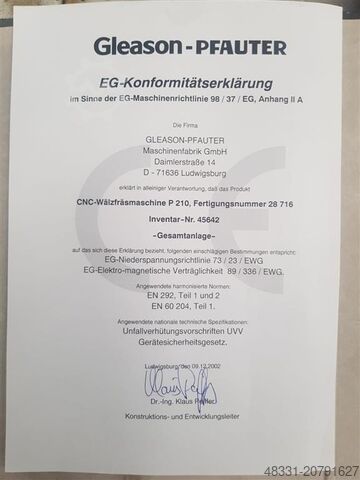 Gleason-PFAUTER
EG-Konformitätserklärung
im Sinne der EG-Maschinenrichtlinie 98 / 37 / EG, Anhang II A
Die Firma
GLEASON-PFAUTER
Maschinenfabrik GmbH
Daimlerstraße 14
D - 71636 Ludwigsburg
erklärt in alleiniger Verantwortung, daß das Produkt
CNC-Wälzfräsmaschine P 210, Fertigungsnummer 28 716
Inventar-Nr. 45642
-Gesamtanlage-
auf das sich diese Erklärung bezieht, folgenden einschlägigen Bestimmungen entspricht:
EG-Niederspannungsrichtlinie 73 / 23 / EWG
EG-Elektro-magnetische Verträglichkeit 89 / 336 / EWG.
Angewendete harmonisierte Normen:
EN 292, Teil 1 und 2
EN 60 204, Teil 1.
Angewendete nationale technische Spezifikationen:
Unfallverhütungsvorschriften UVV
Gerätesicherheitsgesetz.
Ludwigsburg, den 09.12.2002
Dr.-Ing. Klaus Peiffer
Konstruktions- und Entwicklungsleiter
48331-20791627